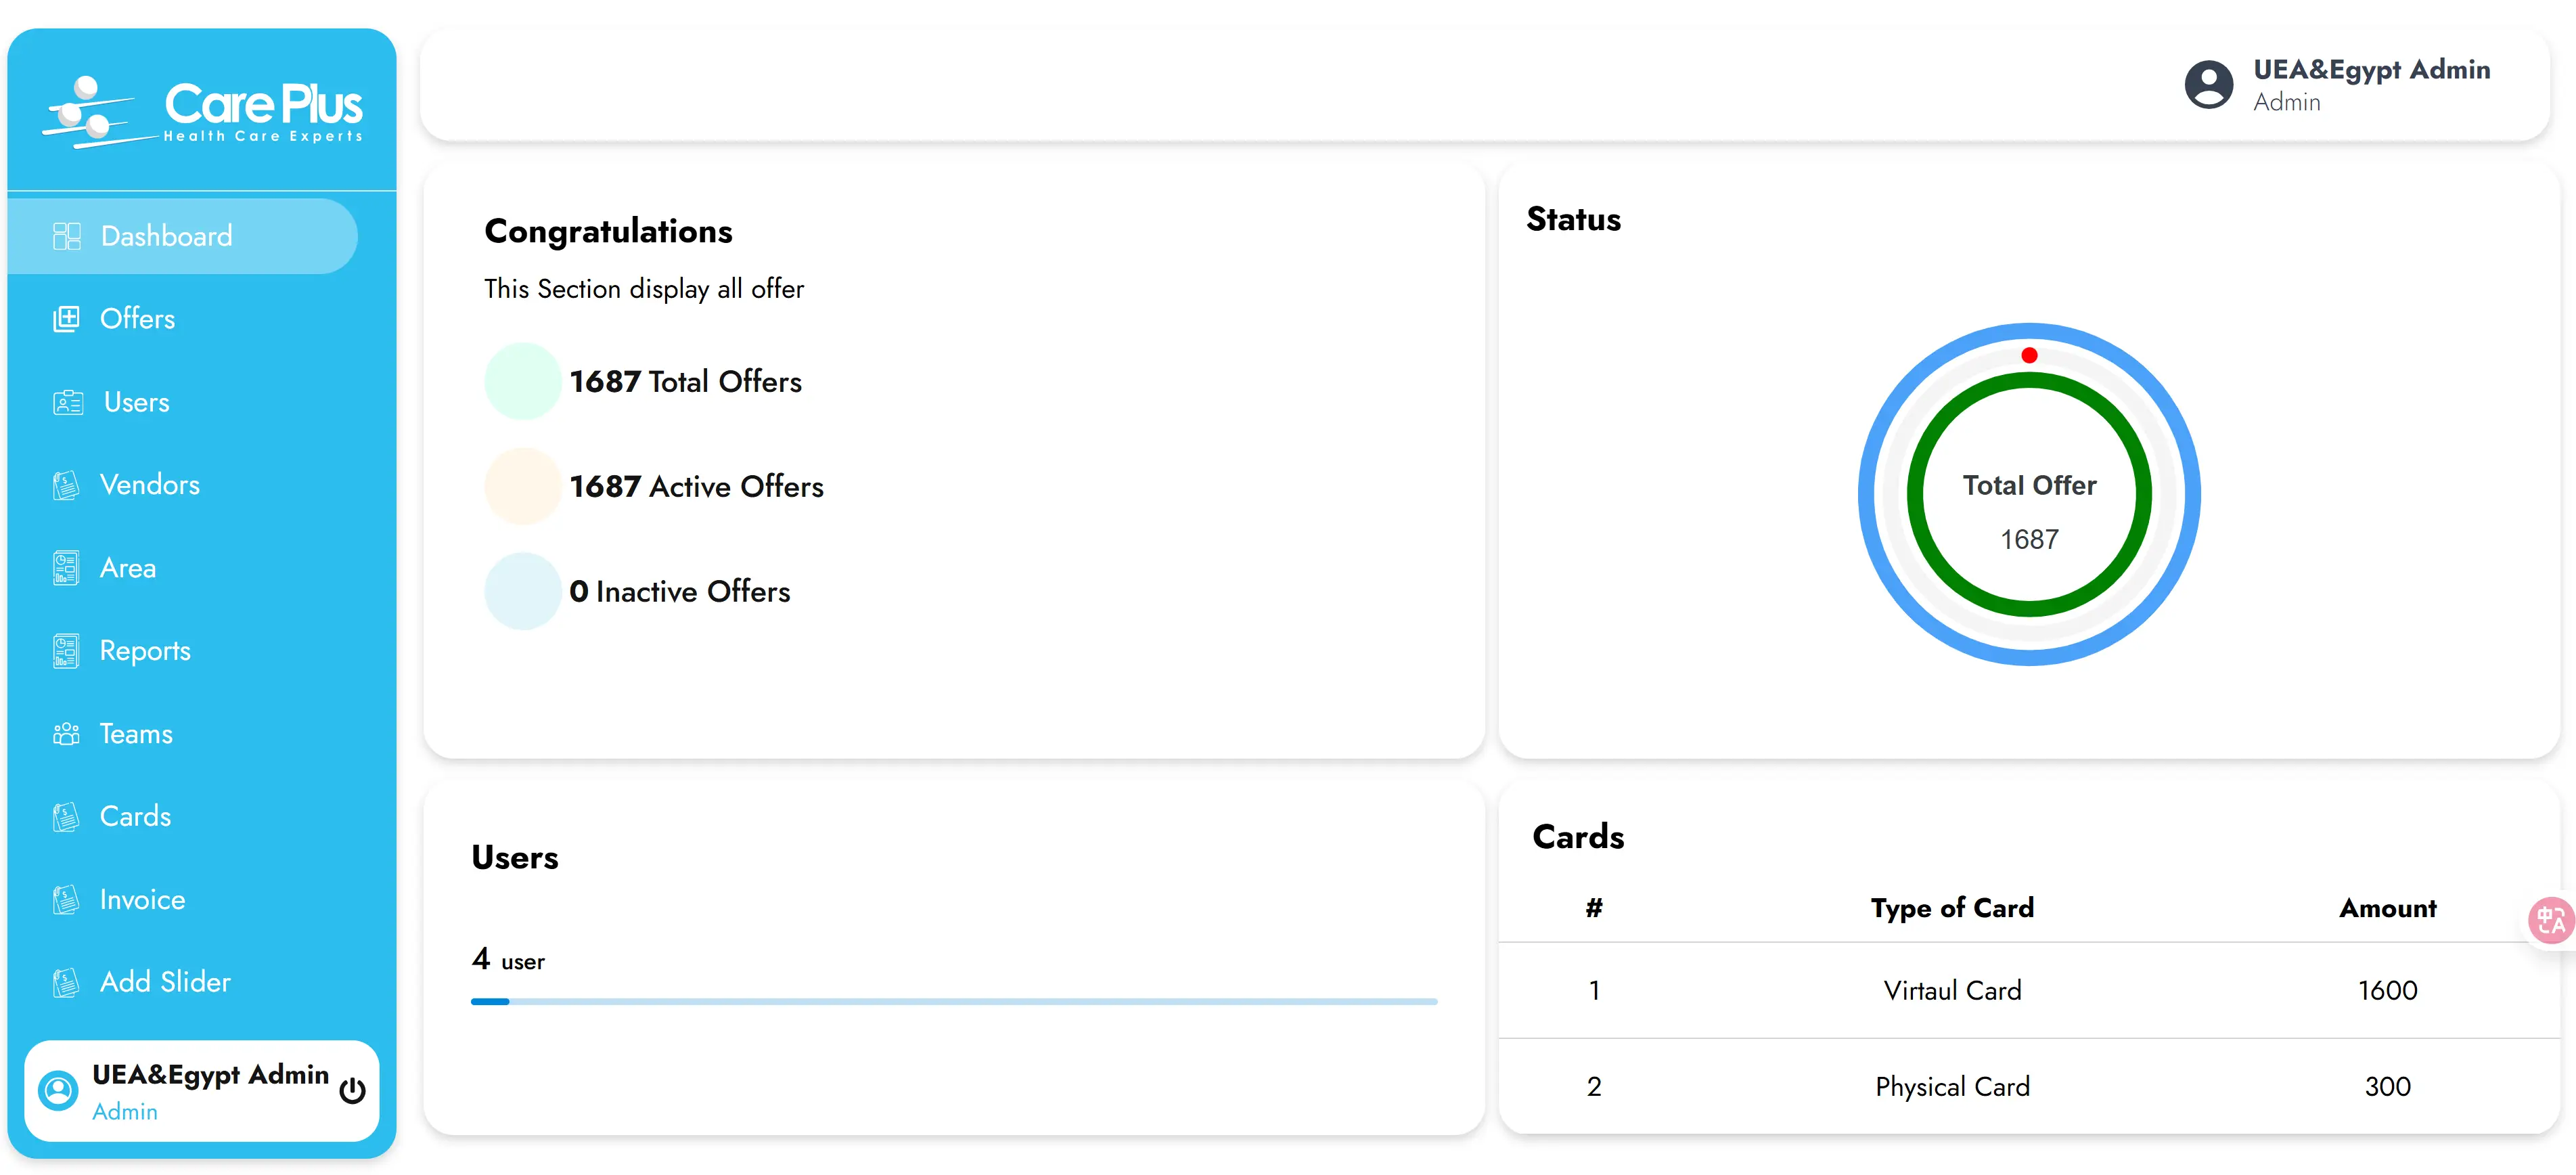 Care Plus
Health Care Experts
Dashboard
Offers
Users
Vendors
Area
Reports
Teams
Cards
Invoice
Add Slider
UEA&Egypt Admin
Admin
UEA&Egypt Admin
Admin
Congratulations
This Section display all offer
1687 Total Offers
1687 Active Offers
0 Inactive Offers
Status
Total Offer
1687
Users
4 user
Cards
# Type of Card Amount
1 Virtaul Card 1600
2 Physical Card 300
中 A